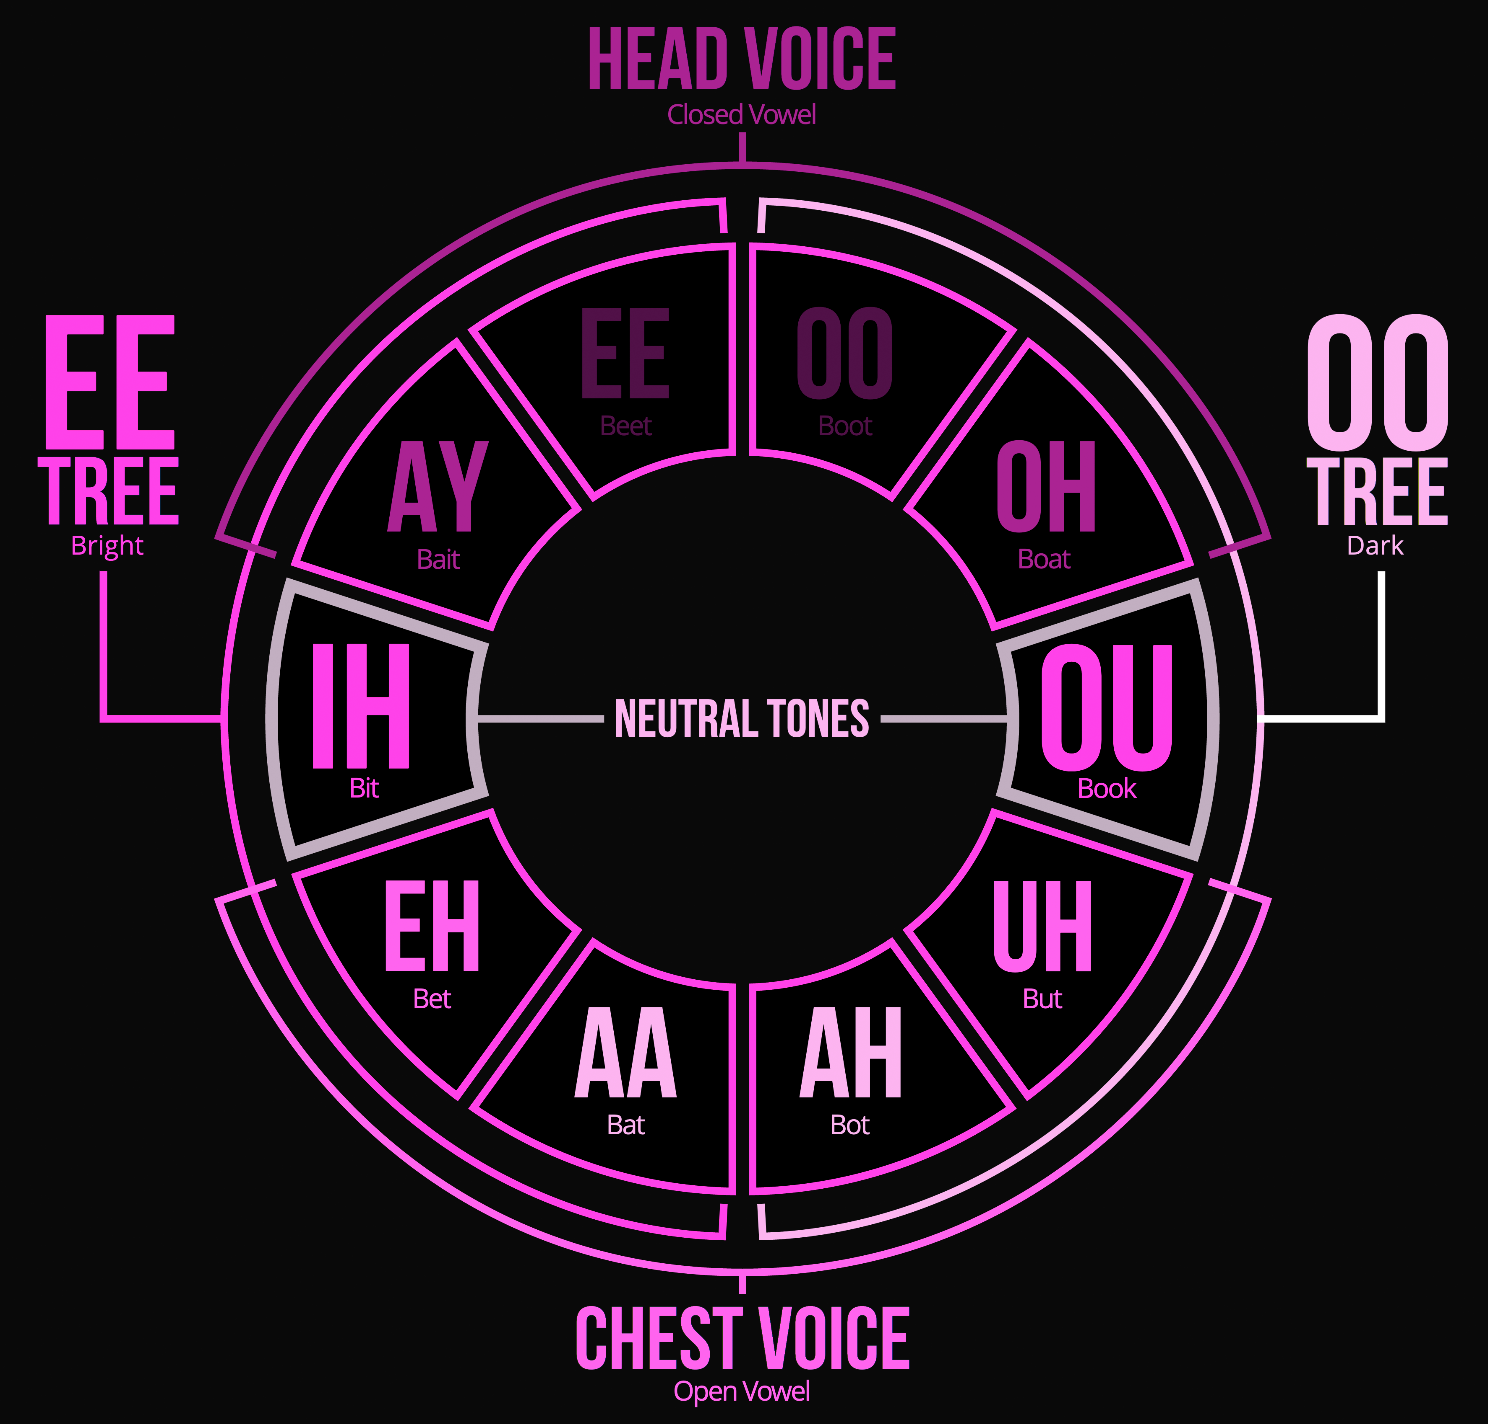 HEAD VOICE
Closed Vowel
EE
TREE
Bright
OO
TREE
Dark
EE
Beet
OO
Boot
AY
Bait
OH
Boat
IH
Bit
NEUTRAL TONES
OU
Book
EH
Bet
UH
But
AA
Bat
AH
Bot
CHEST VOICE
Open Vowel